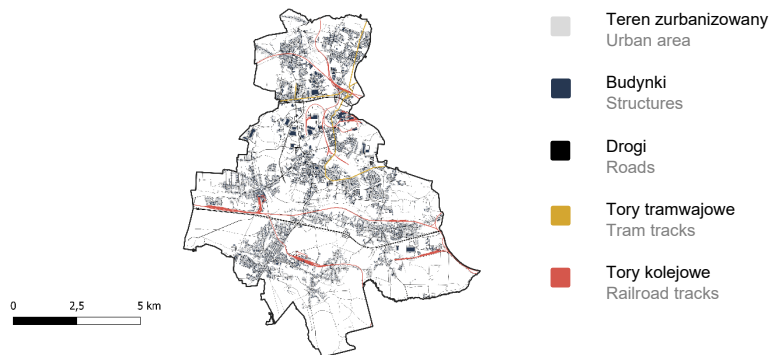 Teren zurbanizowany
Urban area
Budynki
Structures
Drogi
Roads
Tory tramwajowe
Tram tracks
Tory kolejowe
Railroad tracks
0 2,5 5 km